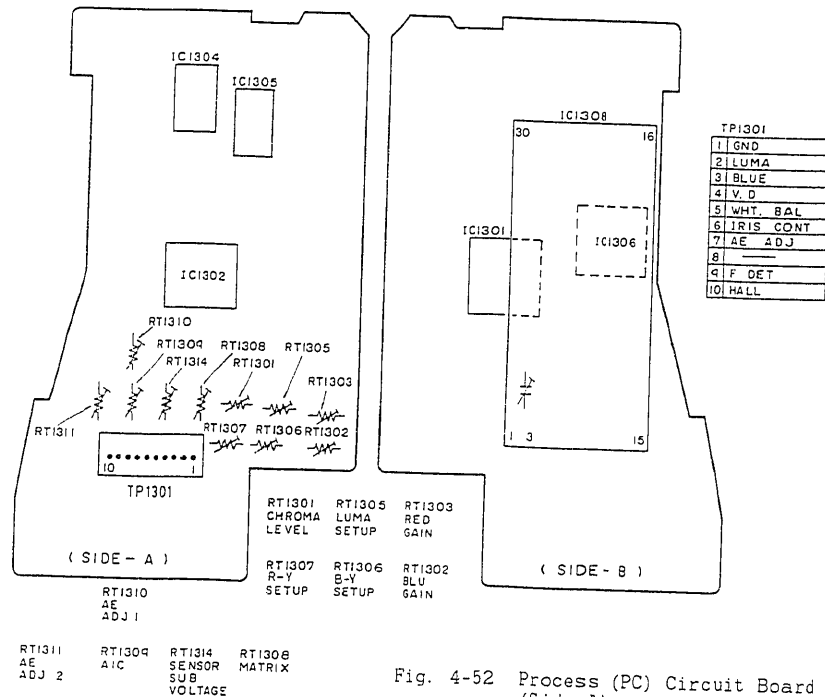 IC1304
IC1305
IC1302
RT1310
RT1309
RT1314
RT1308
RT1301
RT1305
RT1303
RT1311
RT1307
RT1306
RT1302
10
1
TP1301
( SIDE - A )
IC1308
30
16
IC1301
IC1306
1
3
15
( SIDE - B )
TP1301
1 GND
2 LUMA
3 BLUE
4 V. D
5 WHT. BAL
6 IRIS CONT
7 AE ADJ
8 —
9 F DET
10 HALL
RT1301
CHROMA
LEVEL
RT1305
LUMA
SETUP
RT1303
RED
GAIN
RT1307
R-Y
SETUP
RT1306
B-Y
SETUP
RT1302
BLU
GAIN
RT1310
AE
ADJ 1
RT1311
AE
ADJ 2
RT1309
AIC
RT1314
SENSOR
SUB
VOLTAGE
RT1308
MATRIX
Fig. 4-52 Process (PC) Circuit Board